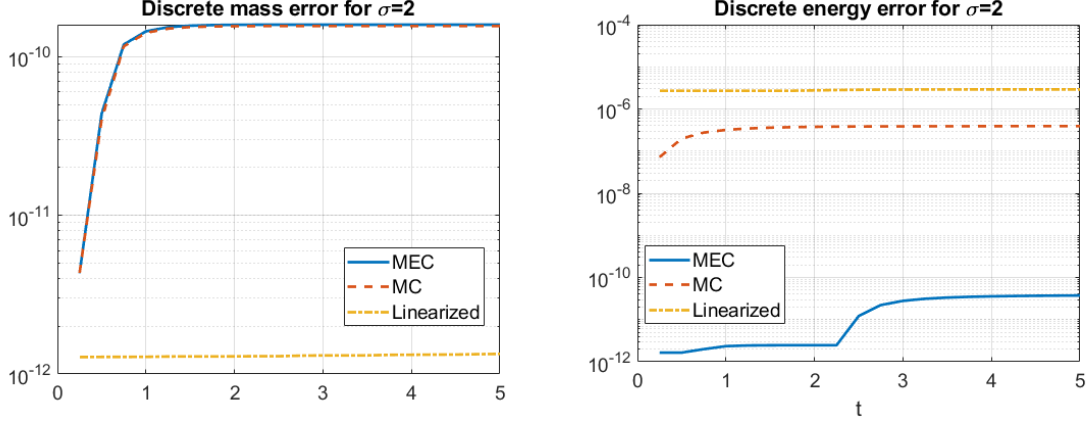 Discrete mass error for σ=2
10^-10
10^-11
10^-12
0 1 2 3 4 5
MEC
MC
Linearized
Discrete energy error for σ=2
10^-4
10^-6
10^-8
10^-10
10^-12
MEC
MC
Linearized
0 1 2 3 4 5
t